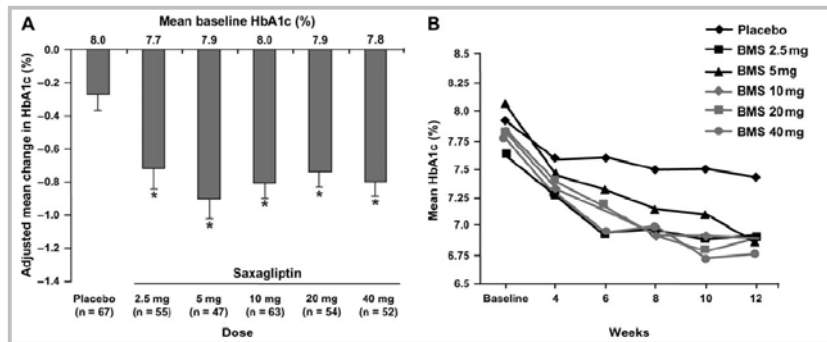 A
Mean baseline HbA1c (%)
8.0 7.7 7.9 8.0 7.9 7.8
Adjusted mean change in HbA1c (%)
0.0
−0.2
−0.4
−0.6
−0.8
−1.0
−1.2
−1.4
* * * * *
Saxagliptin
Placebo 2.5 mg 5 mg 10 mg 20 mg 40 mg
(n = 67) (n = 55) (n = 47) (n = 63) (n = 54) (n = 52)
Dose
B
Placebo
BMS 2.5 mg
BMS 5 mg
BMS 10 mg
BMS 20 mg
BMS 40 mg
Mean HbA1c (%)
8.5
8.25
8.0
7.75
7.5
7.25
7.0
6.75
6.5
Baseline 4 6 8 10 12
Weeks